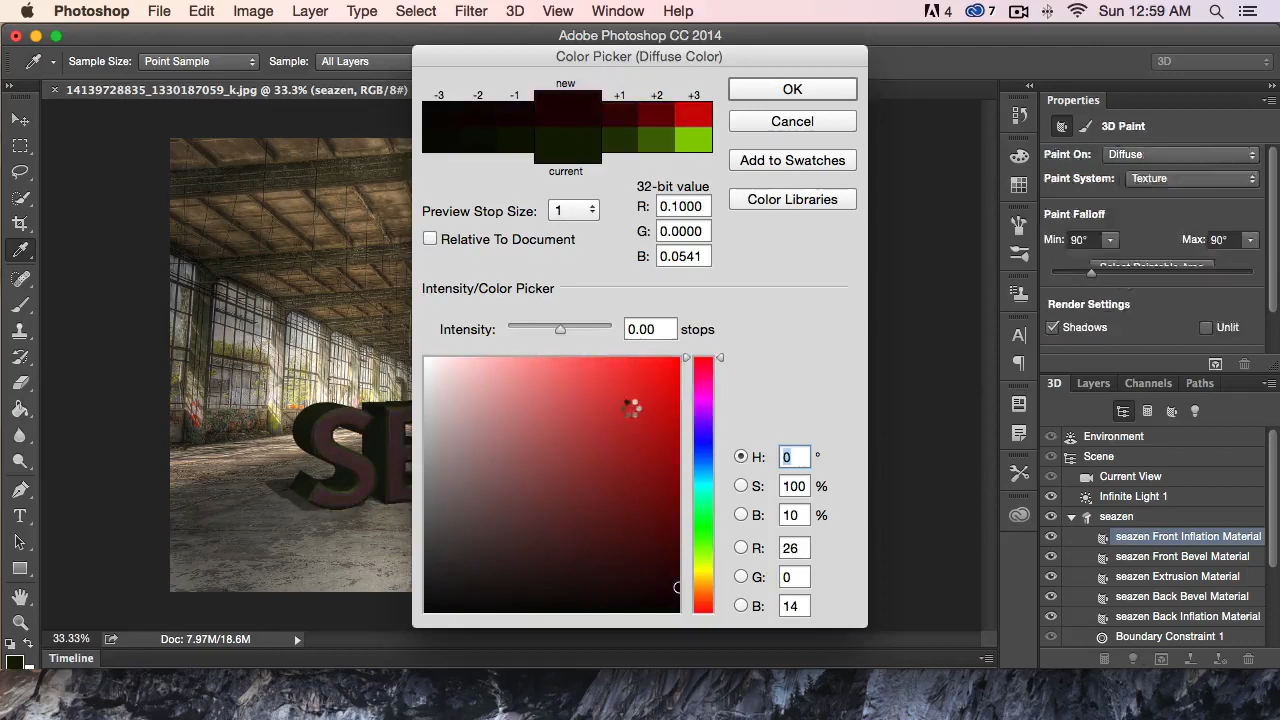 Photoshop File Edit Image Layer Type Select Filter 3D View Window Help 4 7 Sun 12:59 AM
Adobe Photoshop CC 2014
Sample Size: Point Sample Sample: All Layers 3D
Color Picker (Diffuse Color)
14139728835_1330187059_k.jpg @ 33.3% (seazen, RGB/8#)
new
-3 -2 -1 +1 +2 +3
current
OK
Cancel
Add to Swatches
Color Libraries
32-bit value
R: 0.1000
G: 0.0000
B: 0.0541
Preview Stop Size: 1
Relative To Document
Intensity/Color Picker
Intensity: 0.00 stops
H: 0 °
S: 100 %
B: 10 %
R: 26
G: 0
B: 14
SE
Properties
3D Paint
Paint On: Diffuse
Paint System: Texture
Paint Falloff
Min: 90° Max: 90°
Select Paintable Area
Render Settings
Shadows Unlit
3D Layers Channels Paths
Environment
Scene
Current View
Infinite Light 1
seazen
seazen Front Inflation Material
seazen Front Bevel Material
seazen Extrusion Material
seazen Back Bevel Material
seazen Back Inflation Material
Boundary Constraint 1
33.33% Doc: 7.97M/18.6M
Timeline